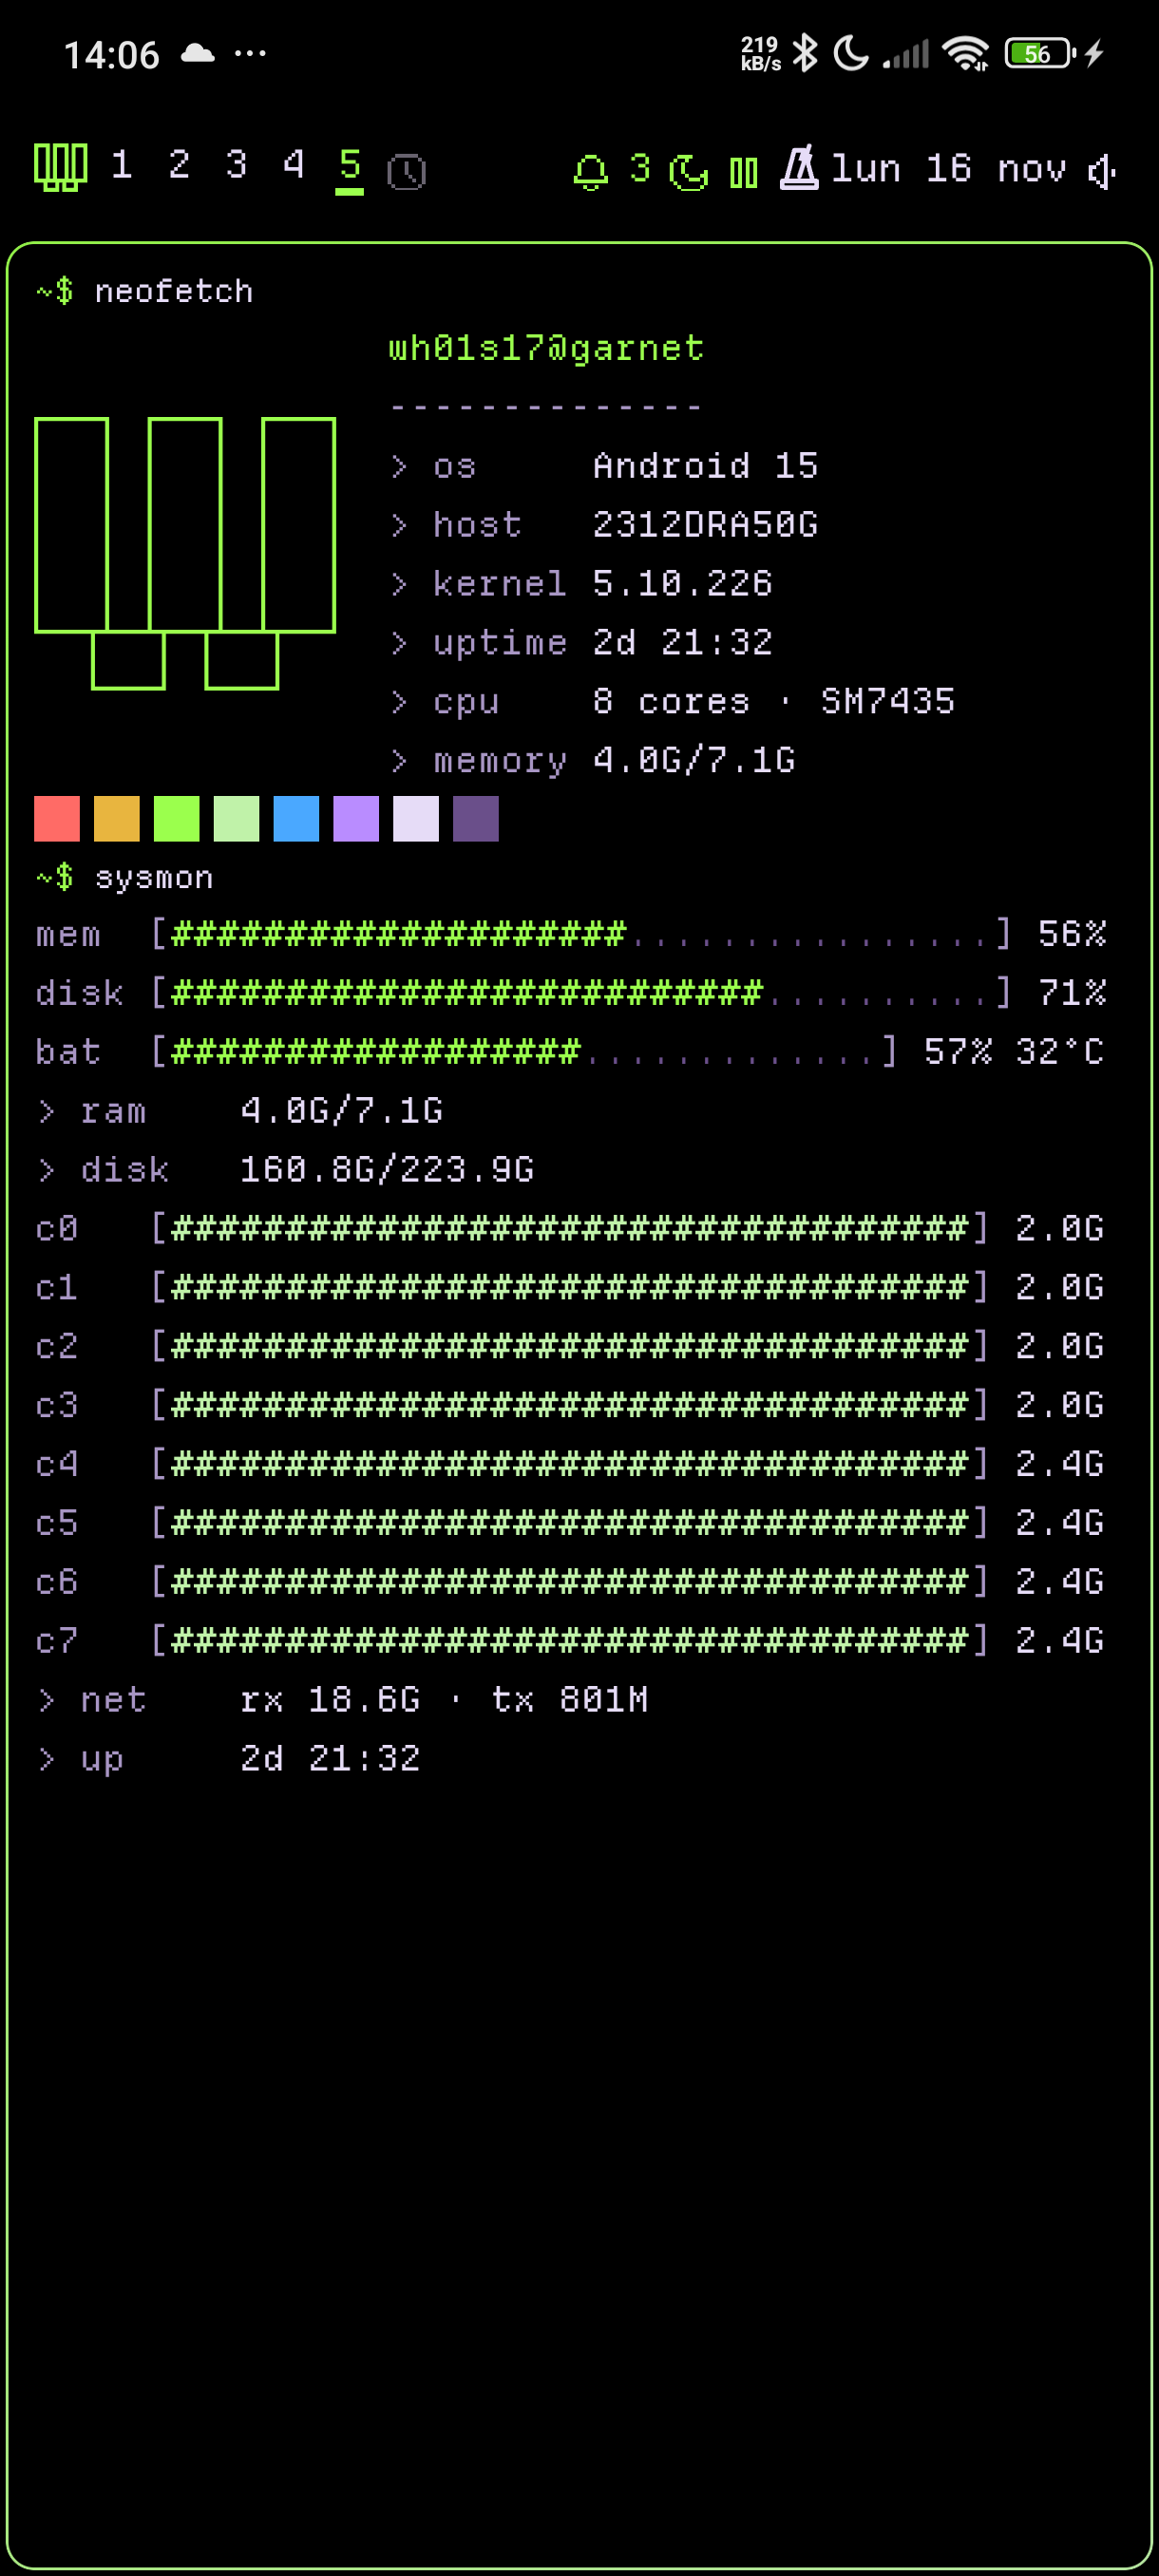 14:06 ... 219 kB/s 56
1 2 3 4 5 3 lun 16 nov
~$ neofetch
wh01s17@garnet
--------------
> os Android 15
> host 2312DRA50G
> kernel 5.10.226
> uptime 2d 21:32
> cpu 8 cores · SM7435
> memory 4.0G/7.1G
~$ sysmon
mem [####################................] 56%
disk [##########################..........] 71%
bat [##################.............] 57% 32°C
> ram 4.0G/7.1G
> disk 160.8G/223.9G
c0 [###################################] 2.0G
c1 [###################################] 2.0G
c2 [###################################] 2.0G
c3 [###################################] 2.0G
c4 [###################################] 2.4G
c5 [###################################] 2.4G
c6 [###################################] 2.4G
c7 [###################################] 2.4G
> net rx 18.6G · tx 801M
> up 2d 21:32